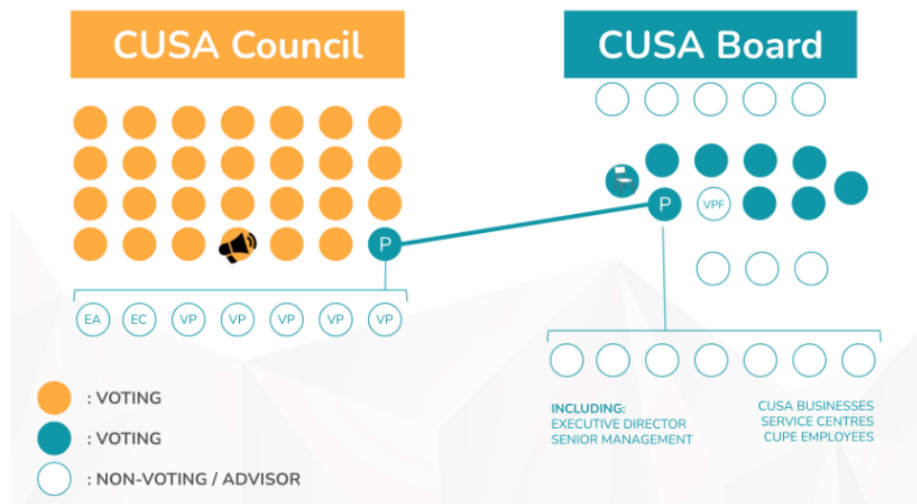 CUSA Council
CUSA Board
P
P
VPF
EA
EC
VP
VP
VP
VP
VP
: VOTING
: VOTING
: NON-VOTING / ADVISOR
INCLUDING:
EXECUTIVE DIRECTOR
SENIOR MANAGEMENT
CUSA BUSINESSES
SERVICE CENTRES
CUPE EMPLOYEES